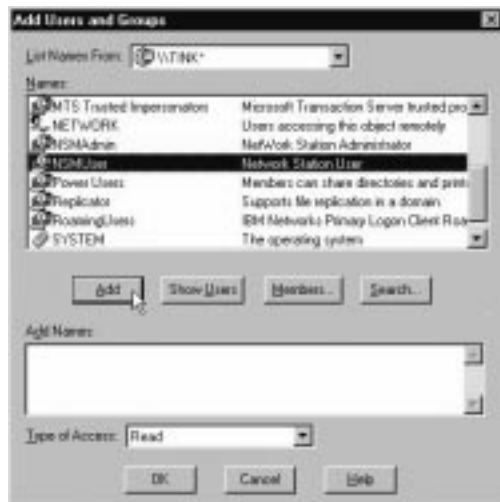 Add Users and Groups
List Names From: \\TINK*
Names:
MTS Trusted Impersonators Microsoft Transaction Server trusted pro
NETWORK Users accessing this object remotely
NSMAdmin NetWork Station Administrator
NSMUser Network Station User
Power Users Members can share directories and print
Replicator Supports file replication in a domain
RoamingUsers IBM Networks Primary Logon Client Roa
SYSTEM The operating system
Add Show Users Members... Search...
Add Names:
Type of Access: Read
OK Cancel Help